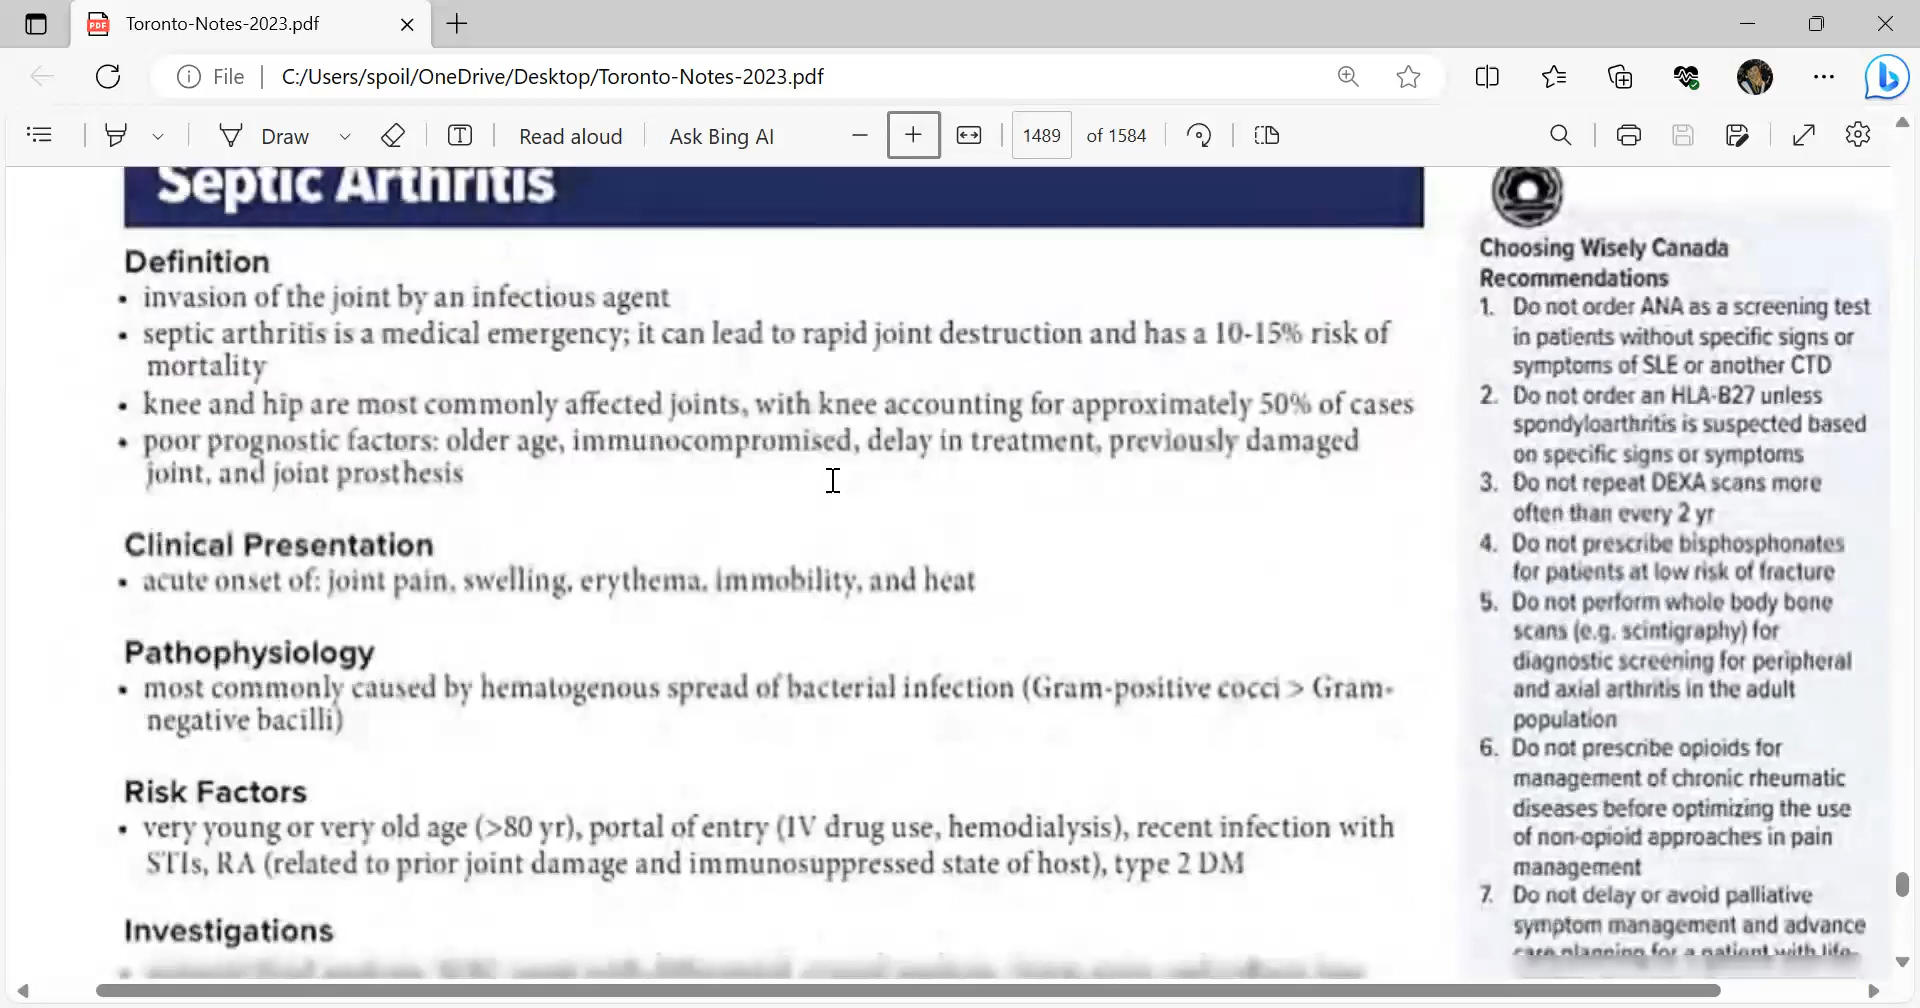 Toronto-Notes-2023.pdf
File
C:/Users/spoil/OneDrive/Desktop/Toronto-Notes-2023.pdf
Draw
Read aloud
Ask Bing AI
1489 of 1584
Septic Arthritis
Definition
• invasion of the joint by an infectious agent
• septic arthritis is a medical emergency; it can lead to rapid joint destruction and has a 10-15% risk of
mortality
• knee and hip are most commonly affected joints, with knee accounting for approximately 50% of cases
• poor prognostic factors: older age, immunocompromised, delay in treatment, previously damaged
joint, and joint prosthesis
Clinical Presentation
• acute onset of: joint pain, swelling, erythema, immobility, and heat
Pathophysiology
• most commonly caused by hematogenous spread of bacterial infection (Gram-positive cocci > Gram-
negative bacilli)
Risk Factors
• very young or very old age (>80 yr), portal of entry (IV drug use, hemodialysis), recent infection with
STIs, RA (related to prior joint damage and immunosuppressed state of host), type 2 DM
Investigations
Choosing Wisely Canada
Recommendations
1. Do not order ANA as a screening test
in patients without specific signs or
symptoms of SLE or another CTD
2. Do not order an HLA-B27 unless
spondyloarthritis is suspected based
on specific signs or symptoms
3. Do not repeat DEXA scans more
often than every 2 yr
4. Do not prescribe bisphosphonates
for patients at low risk of fracture
5. Do not perform whole body bone
scans (e.g. scintigraphy) for
diagnostic screening for peripheral
and axial arthritis in the adult
population
6. Do not prescribe opioids for
management of chronic rheumatic
diseases before optimizing the use
of non-opioid approaches in pain
management
7. Do not delay or avoid palliative
symptom management and advance
care planning for a patient with life-